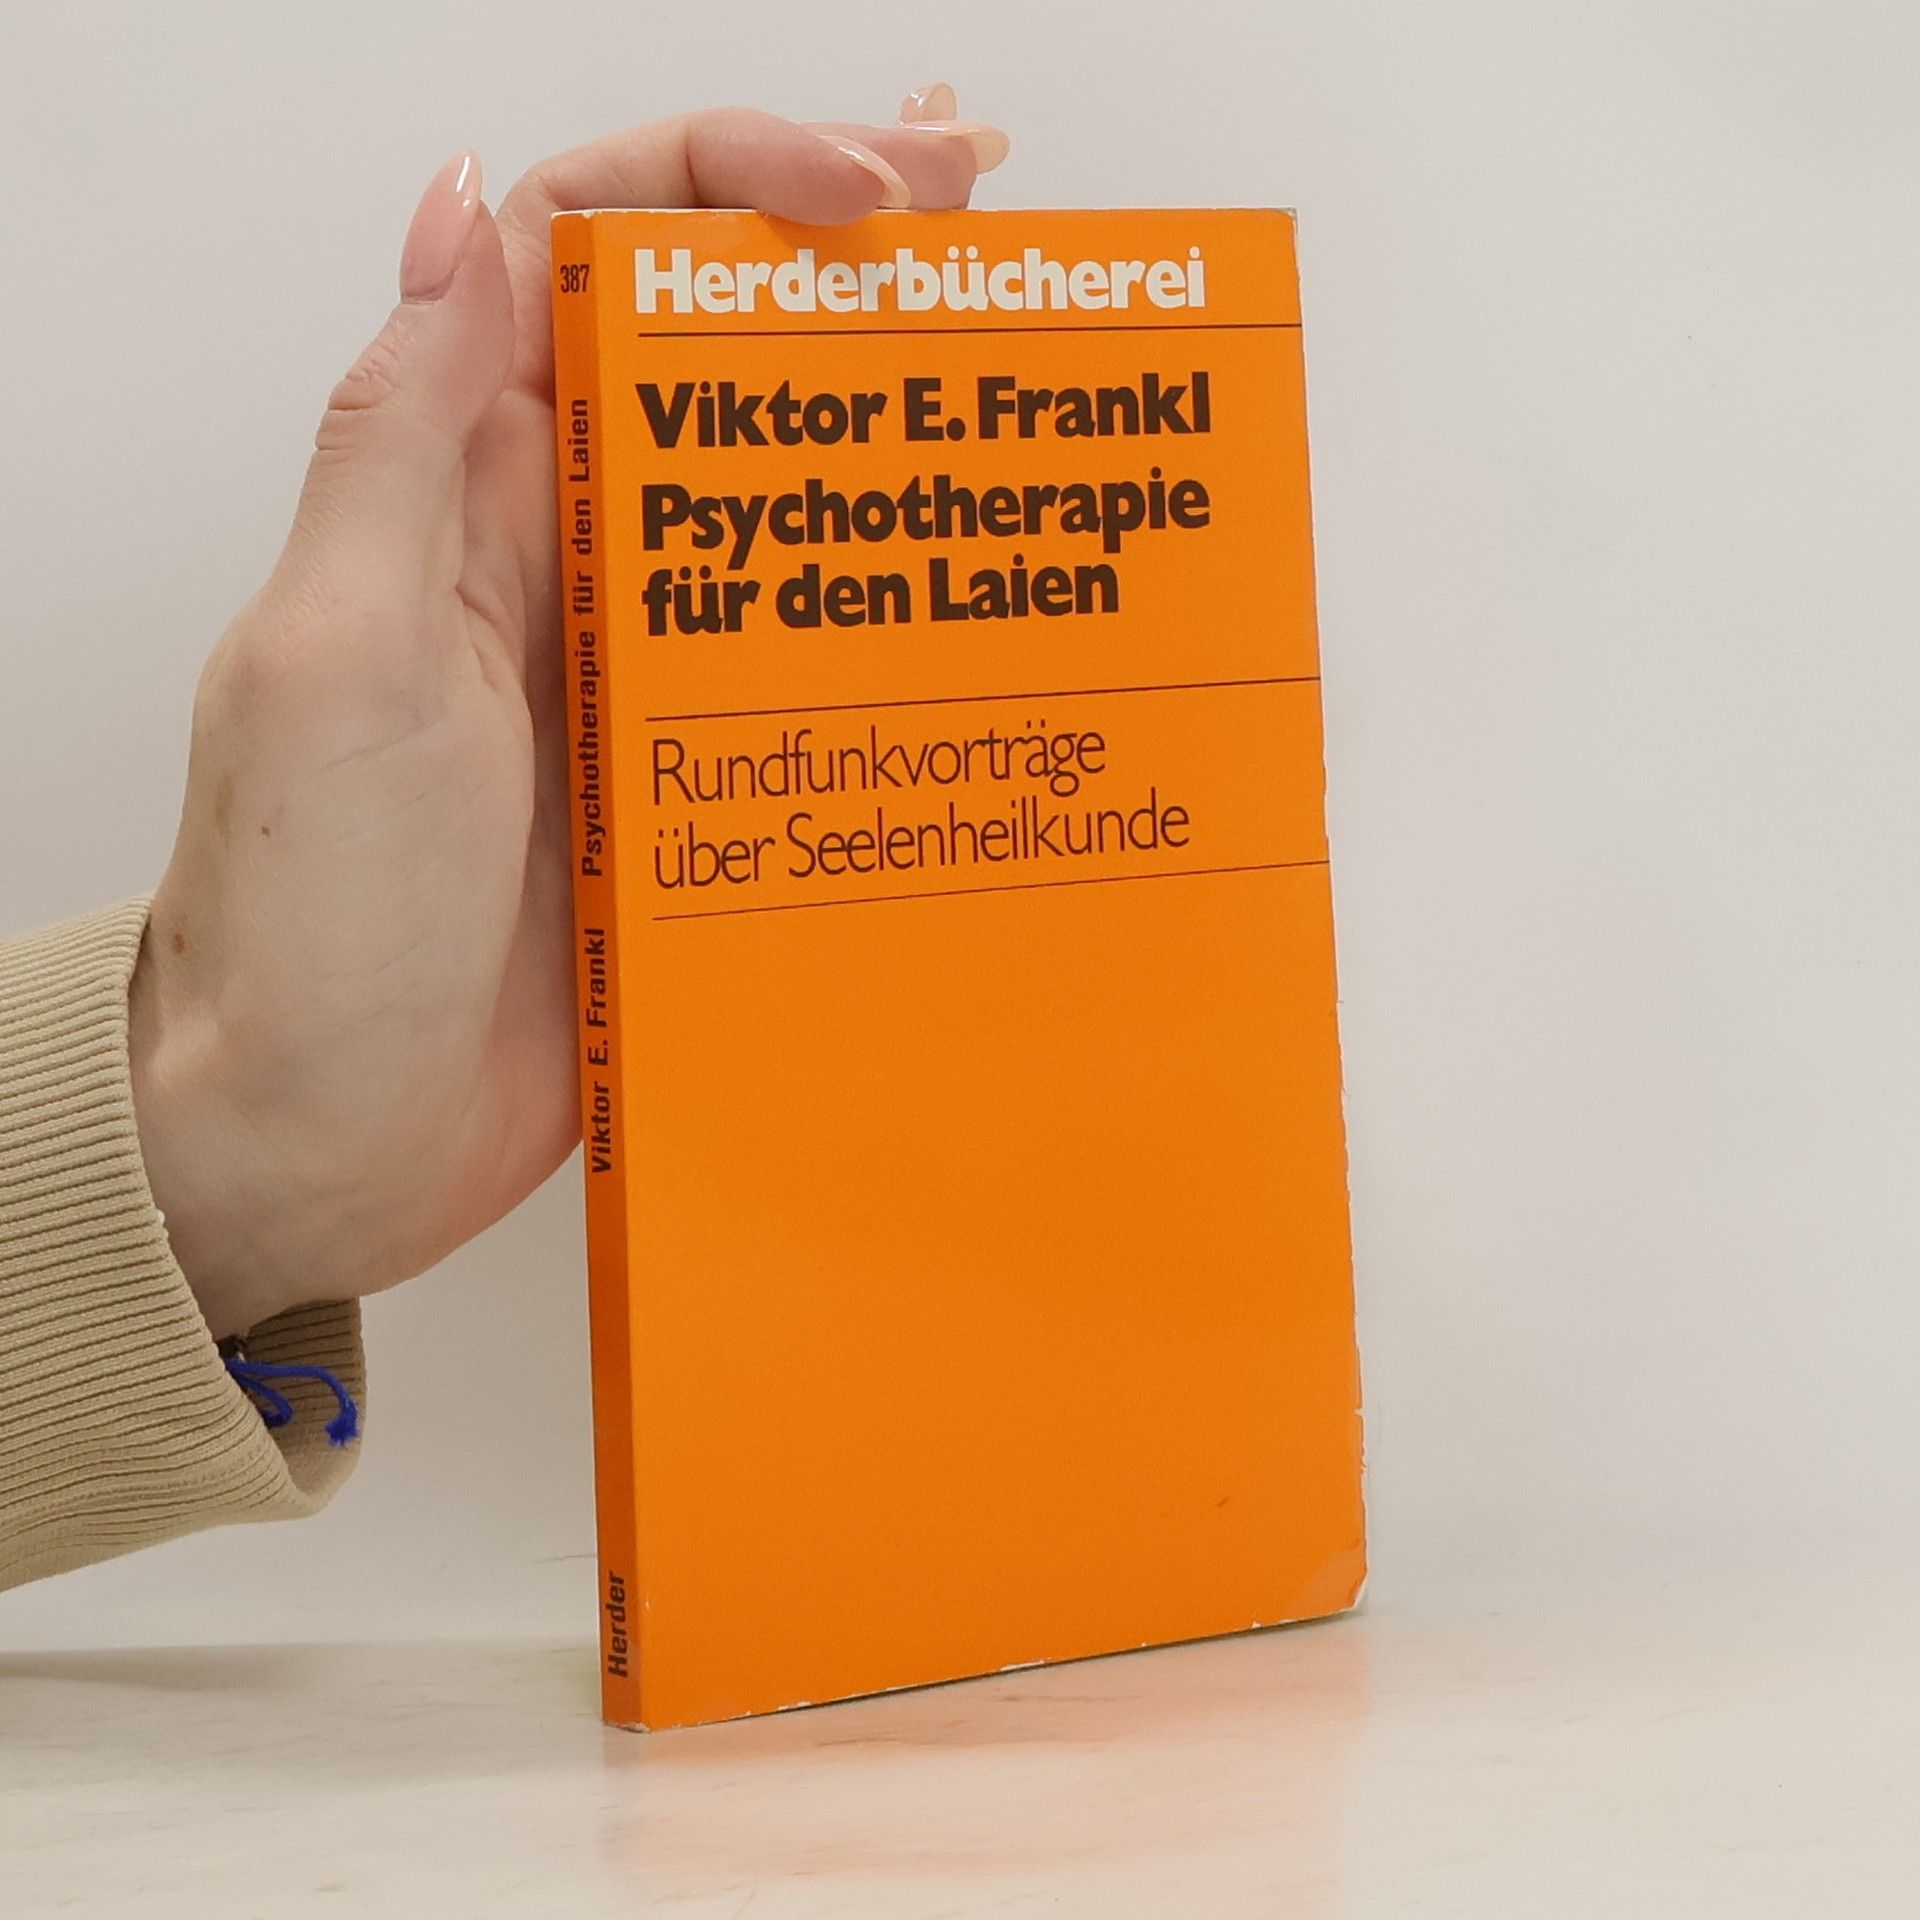 Herderbücherei
Viktor E. Frankl
Psychotherapie
für den Laien
Rundfunkvorträge
über Seelenheilkunde
387
Viktor E. Frankl Psychotherapie für den Laien
Herder